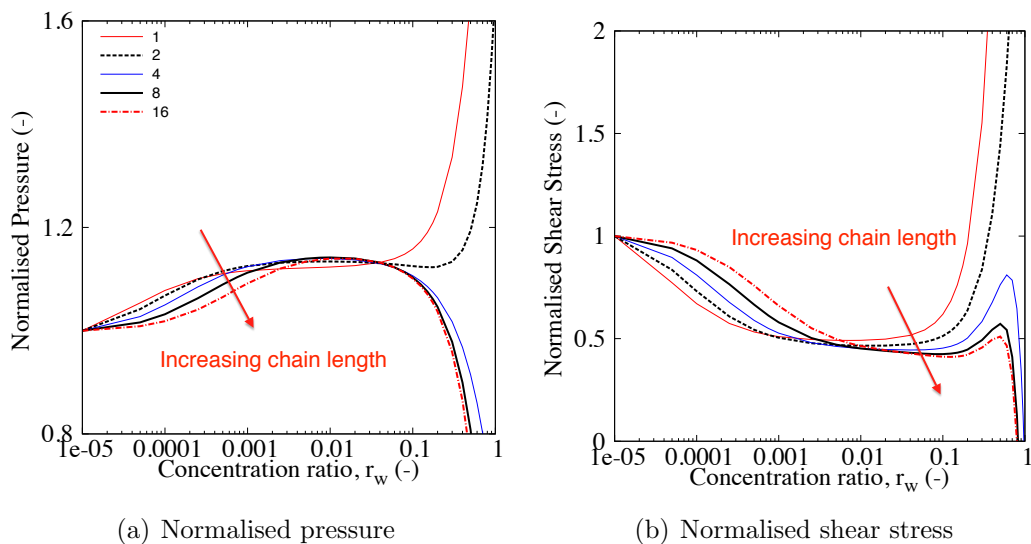 1.6
1
2
4
8
16
1.2
0.8
Normalised Pressure (-)
Increasing chain length
1e-05 0.0001 0.001 0.01 0.1 1
Concentration ratio, r_w (-)
(a) Normalised pressure
2
1.5
1
0.5
0
Normalised Shear Stress (-)
Increasing chain length
1e-05 0.0001 0.001 0.01 0.1 1
Concentration ratio, r_w (-)
(b) Normalised shear stress